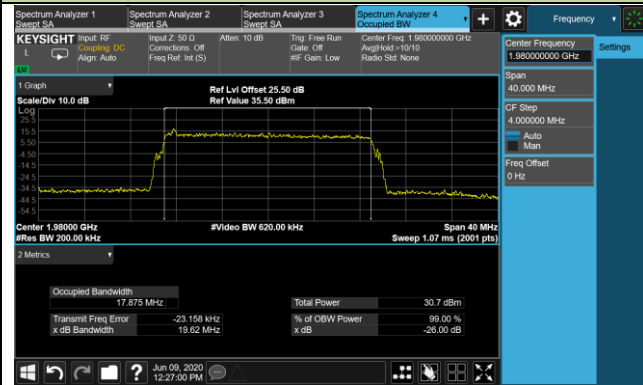 Spectrum Analyzer 1
Swept SA
Spectrum Analyzer 2
Swept SA
Spectrum Analyzer 3
Swept SA
Spectrum Analyzer 4
Occupied BW
Frequency
KEYSIGHT
L
LXI
Input: RF
Coupling: DC
Align: Auto
Input Z: 50 Ω
Corrections: Off
Freq Ref: Int (S)
Atten: 10 dB
Trig: Free Run
Gate: Off
#IF Gain: Low
Center Freq: 1.980000000 GHz
Avg|Hold:>10/10
Radio Std: None
Center Frequency
1.980000000 GHz
Settings
Span
40.000 MHz
CF Step
4.000000 MHz
Auto
Man
Freq Offset
0 Hz
1 Graph
Scale/Div 10.0 dB
Ref Lvl Offset 25.50 dB
Ref Value 35.50 dBm
Log
25.5
15.5
5.50
-4.50
-14.5
-24.5
-34.5
-44.5
-54.5
Center 1.98000 GHz
#Res BW 200.00 kHz
#Video BW 620.00 kHz
Span 40 MHz
Sweep 1.07 ms (2001 pts)
2 Metrics
Occupied Bandwidth
17.875 MHz
Transmit Freq Error -23.158 kHz
x dB Bandwidth 19.62 MHz
Total Power 30.7 dBm
% of OBW Power 99.00 %
x dB -26.00 dB
?
Jun 09, 2020
12:27:00 PM